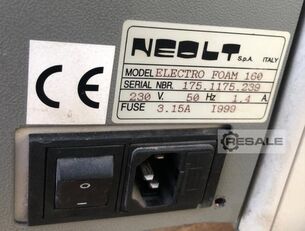 NEOLT S.p.A. ITALY
MODEL ELECTRO FOAM 160
SERIAL NBR. 175.1175.239
230 V. 50 Hz 1.4 A.
FUSE 3.15A 1999
CE
RESALE